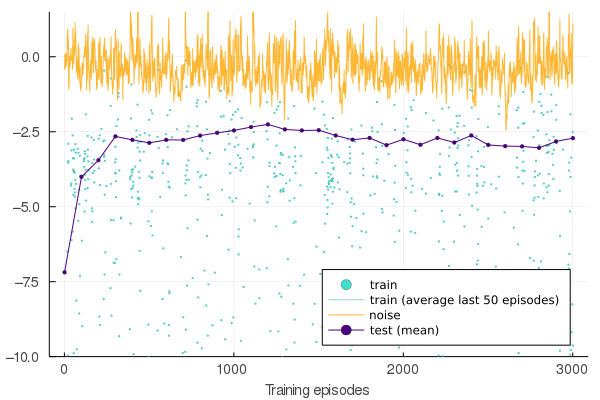 0.0
−2.5
−5.0
−7.5
−10.0
train
train (average last 50 episodes)
noise
test (mean)
0
1000
2000
3000
Training episodes